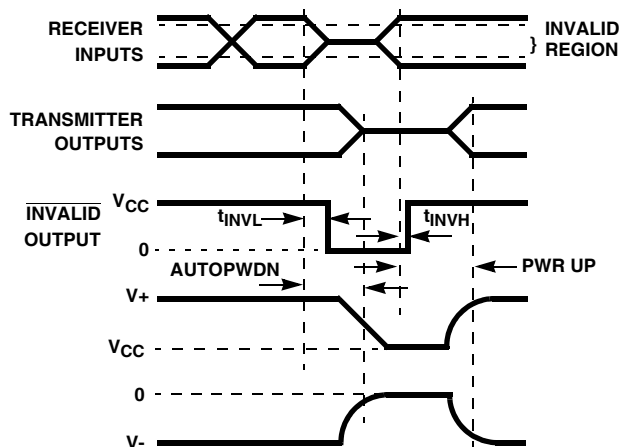 RECEIVER
INPUTS
} INVALID
REGION
TRANSMITTER
OUTPUTS
INVALID
OUTPUT
VCC
0
tINVL
tINVH
AUTOPWDN
PWR UP
V+
VCC
0
V-